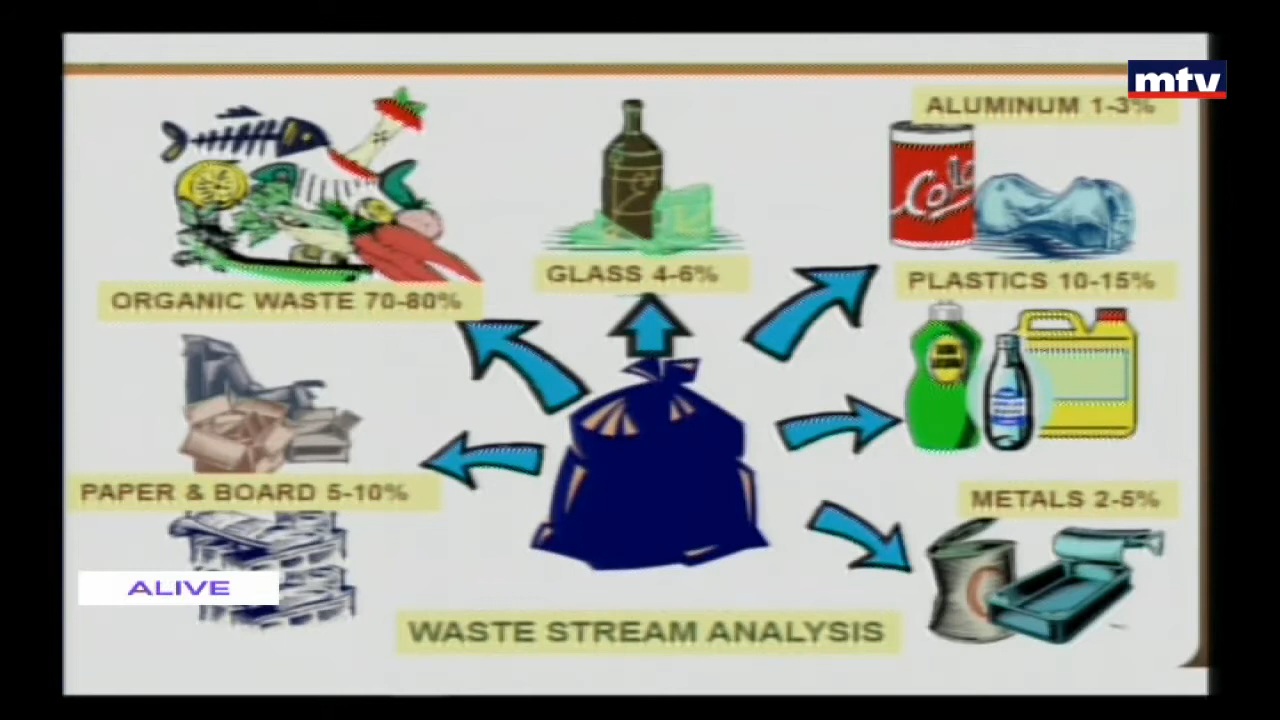 mtv
ALUMINUM 1-3%
Cola
GLASS 4-6%
PLASTICS 10-15%
ORGANIC WASTE 70-80%
PAPER & BOARD 5-10%
METALS 2-5%
ALIVE
WASTE STREAM ANALYSIS